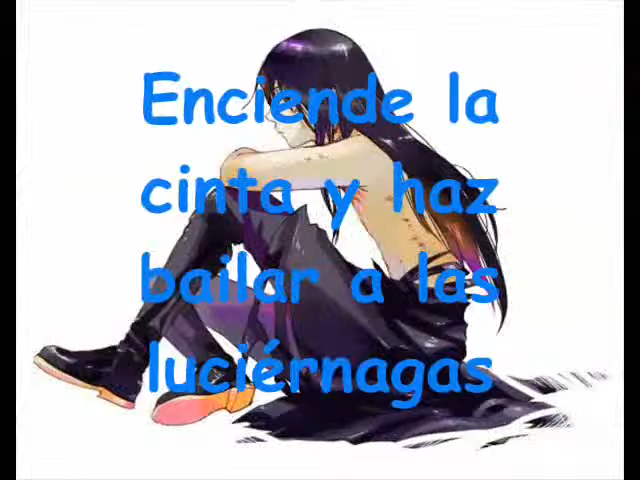 Enciende la
cinta y haz
bailar a las
luciérnagas